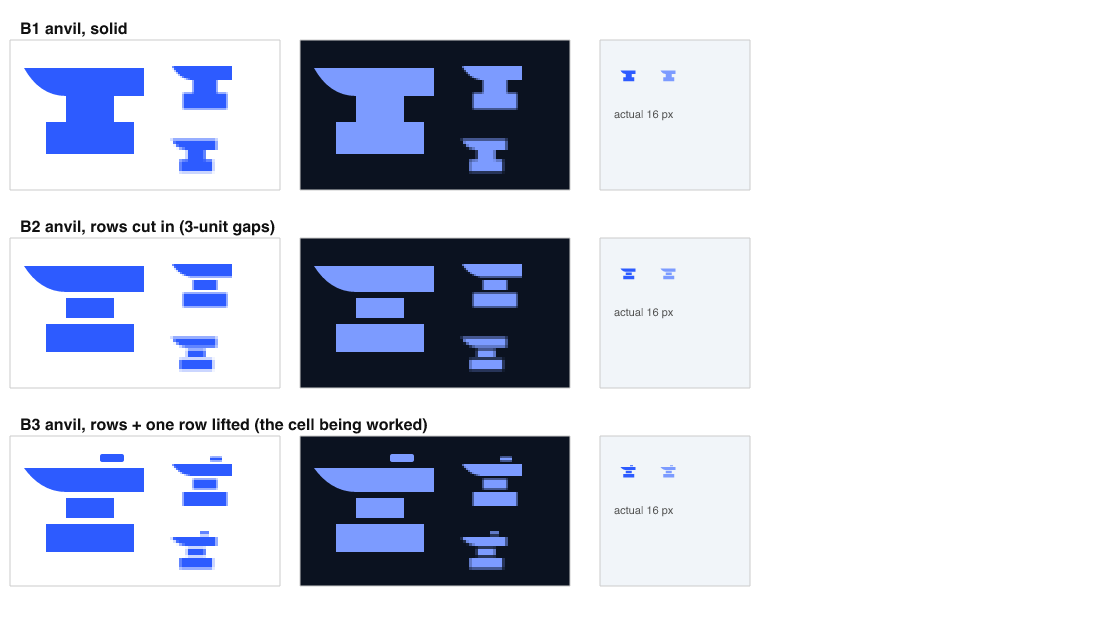 B1 anvil, solid
actual 16 px
B2 anvil, rows cut in (3-unit gaps)
actual 16 px
B3 anvil, rows + one row lifted (the cell being worked)
actual 16 px